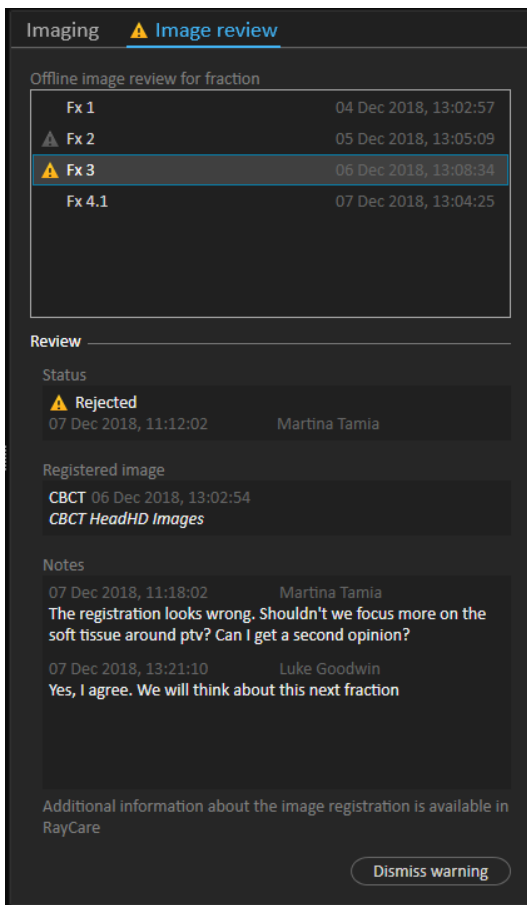 Imaging Image review
Offline image review for fraction
Fx 1 04 Dec 2018, 13:02:57
Fx 2 05 Dec 2018, 13:05:09
Fx 3 06 Dec 2018, 13:08:34
Fx 4.1 07 Dec 2018, 13:04:25
Review
Status
Rejected
07 Dec 2018, 11:12:02 Martina Tamia
Registered image
CBCT 06 Dec 2018, 13:02:54
CBCT HeadHD Images
Notes
07 Dec 2018, 11:18:02 Martina Tamia
The registration looks wrong. Shouldn't we focus more on the
soft tissue around ptv? Can I get a second opinion?
07 Dec 2018, 13:21:10 Luke Goodwin
Yes, I agree. We will think about this next fraction
Additional information about the image registration is available in
RayCare
Dismiss warning